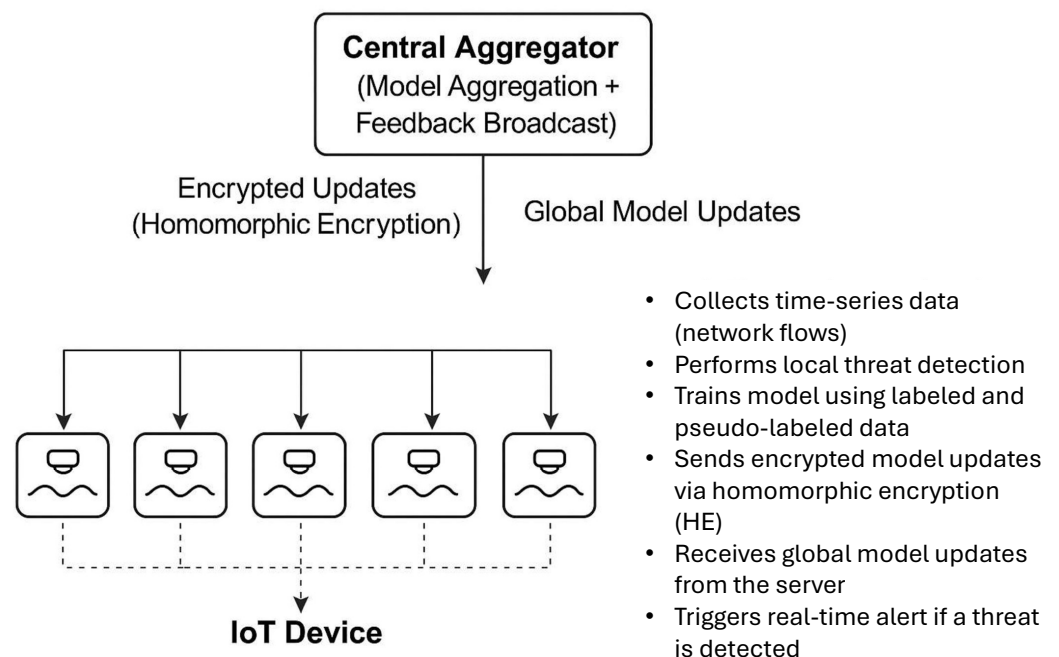 Central Aggregator
(Model Aggregation +
Feedback Broadcast)
Encrypted Updates
(Homomorphic Encryption)
Global Model Updates
• Collects time-series data
(network flows)
• Performs local threat detection
• Trains model using labeled and
pseudo-labeled data
• Sends encrypted model updates
via homomorphic encryption
(HE)
• Receives global model updates
from the server
• Triggers real-time alert if a threat
is detected
IoT Device